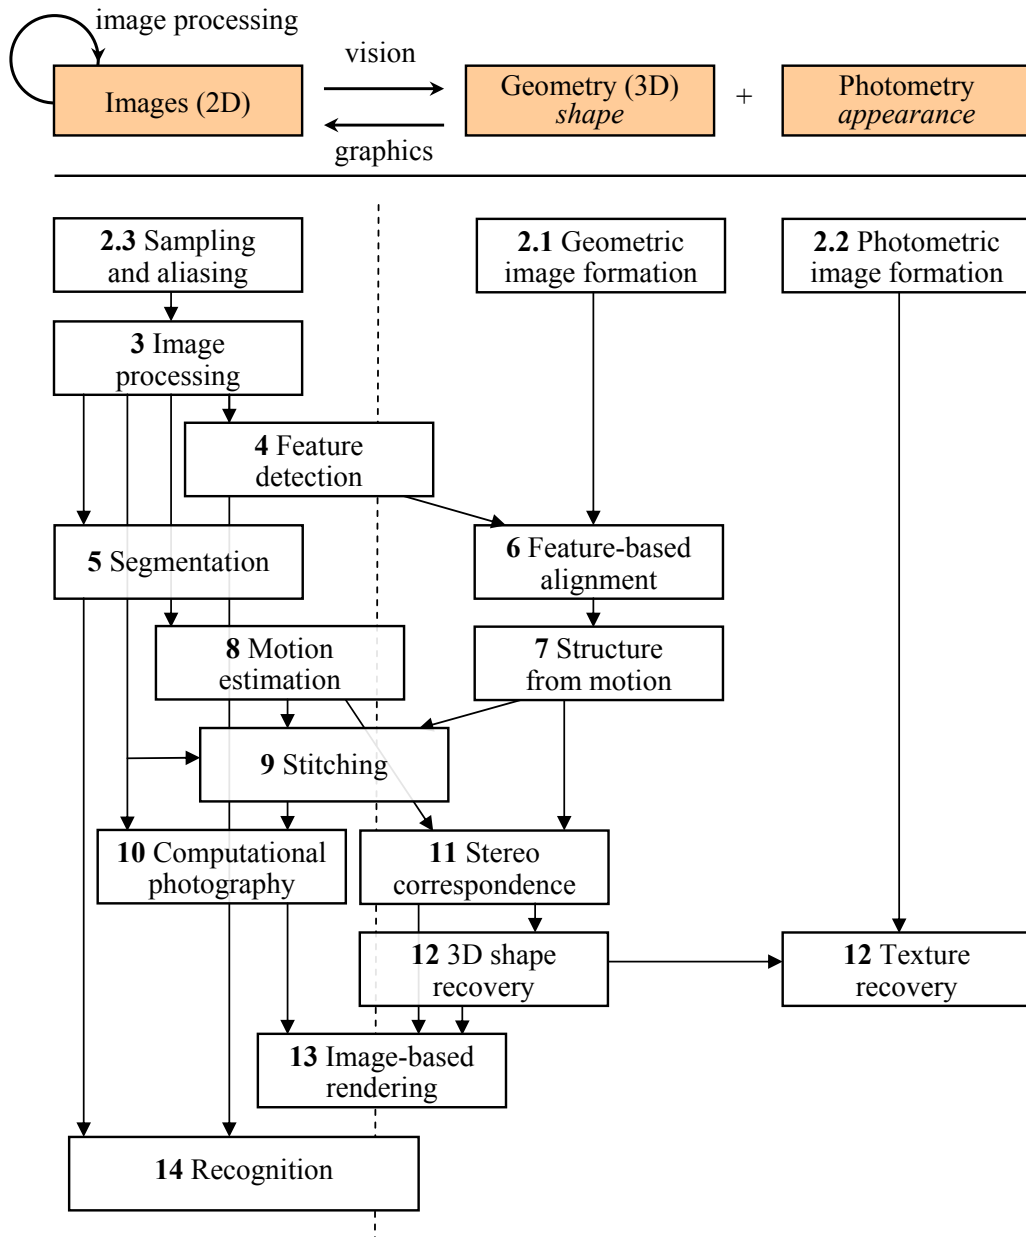 image processing
vision
Images (2D)
Geometry (3D)
shape
+
Photometry
appearance
graphics
2.3 Sampling
and aliasing
2.1 Geometric
image formation
2.2 Photometric
image formation
3 Image
processing
4 Feature
detection
5 Segmentation
6 Feature-based
alignment
8 Motion
estimation
7 Structure
from motion
9 Stitching
10 Computational
photography
11 Stereo
correspondence
12 3D shape
recovery
12 Texture
recovery
13 Image-based
rendering
14 Recognition